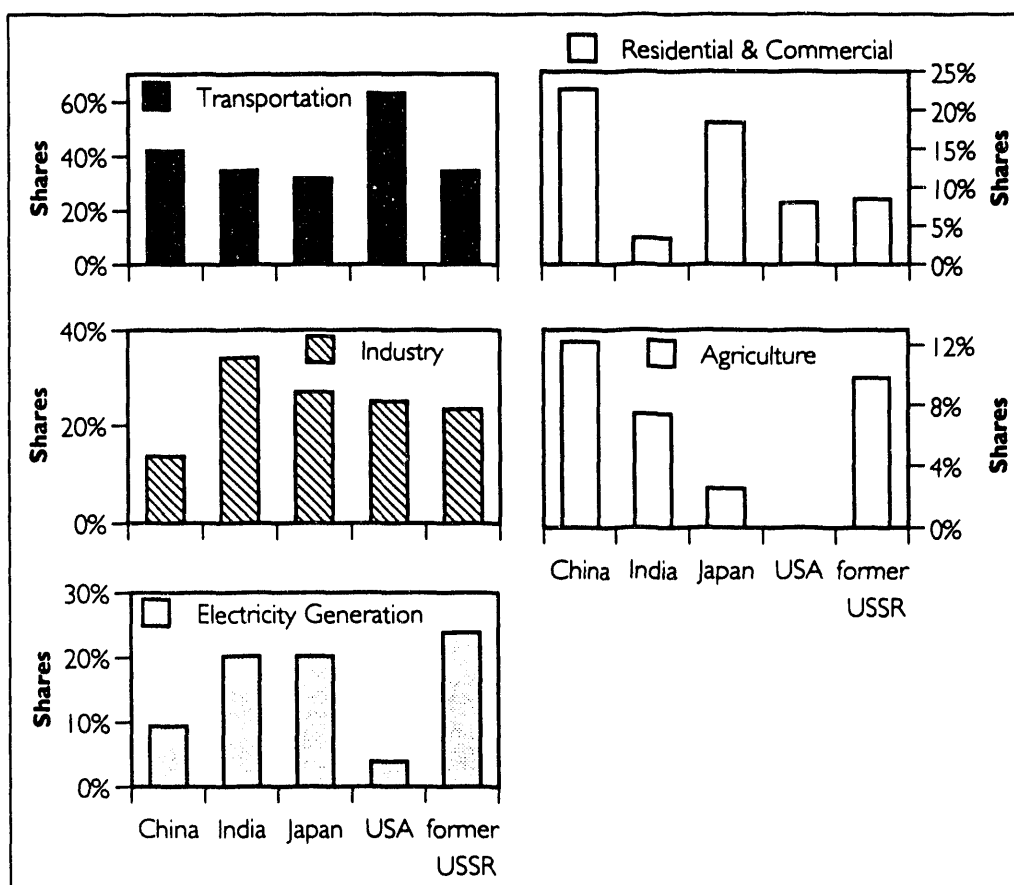 Transportation
60%
40%
20%
0%
Shares
Residential & Commercial
25%
20%
15%
10%
5%
0%
Shares
Industry
40%
20%
0%
Shares
Agriculture
12%
8%
4%
0%
Shares
China India Japan USA former
USSR
Electricity Generation
30%
20%
10%
0%
Shares
China India Japan USA former
USSR